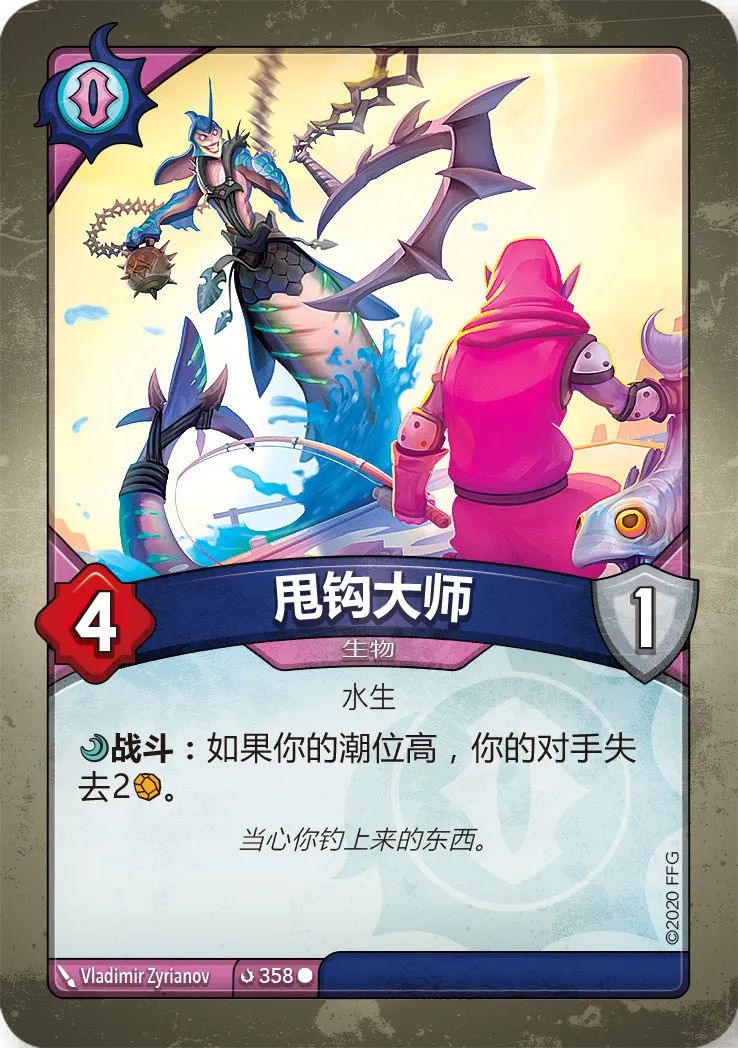 甩钩大师
4
1
生物
水生
战斗：如果你的潮位高，你的对手失
去2。
当心你钓上来的东西。
©2020 FFG
Vladimir Zyrianov
358